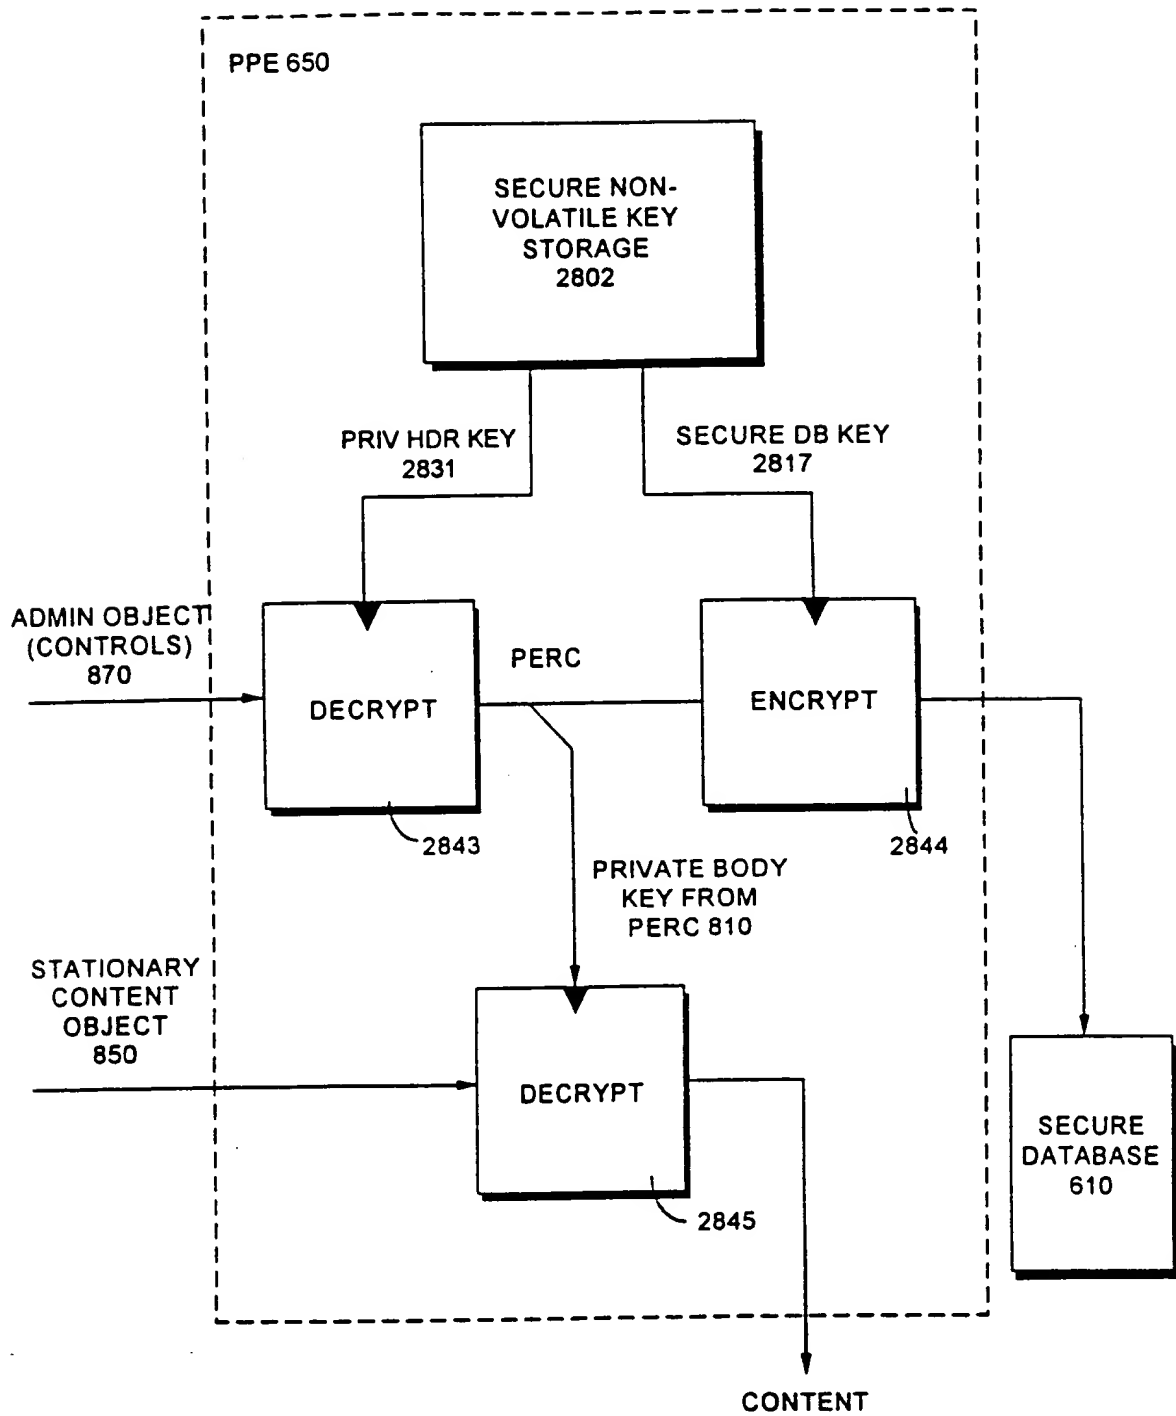 PPE 650
SECURE NON-
VOLATILE KEY
STORAGE
2802
PRIV HDR KEY
2831
SECURE DB KEY
2817
ADMIN OBJECT
(CONTROLS)
870
DECRYPT
PERC
ENCRYPT
2843
2844
PRIVATE BODY
KEY FROM
PERC 810
STATIONARY
CONTENT
OBJECT
850
DECRYPT
2845
SECURE
DATABASE
610
CONTENT